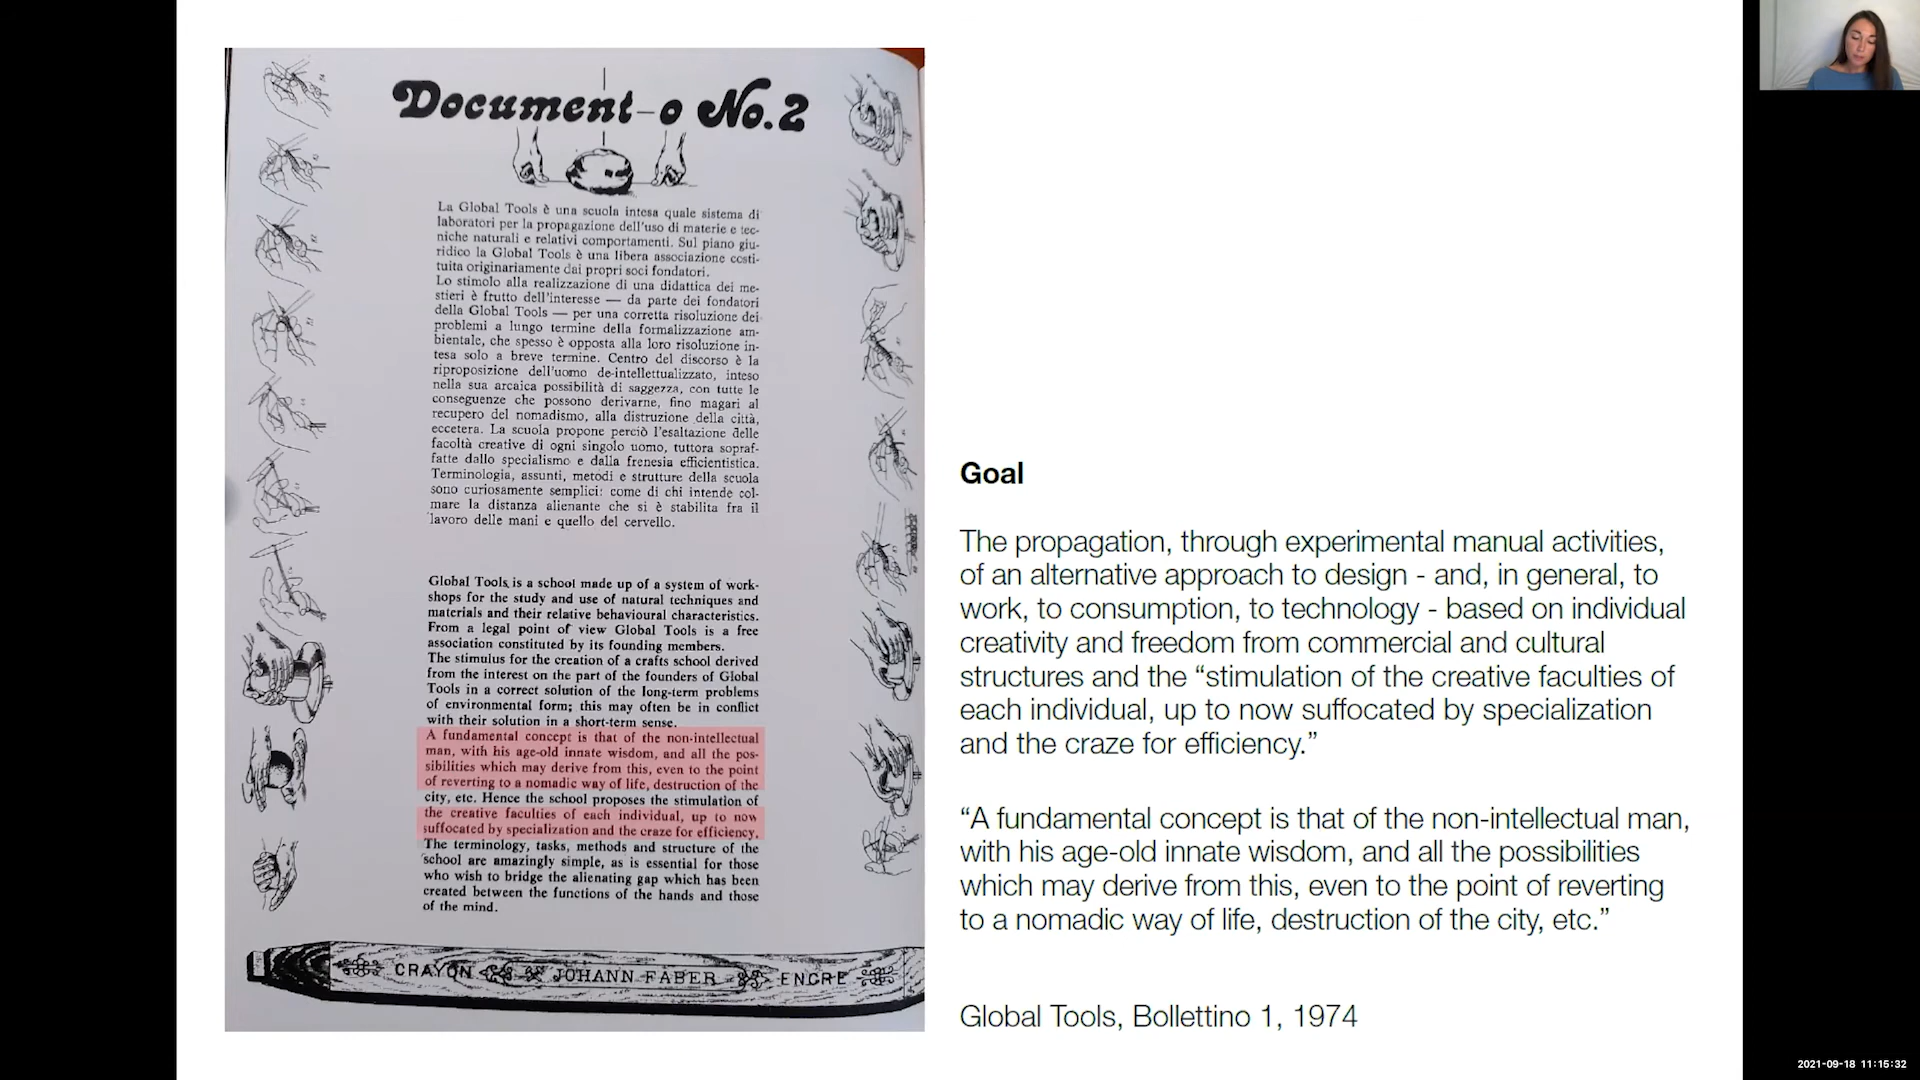 Document-o No.2
La Global Tools è una scuola intesa quale sistema di
laboratori per la propagazione dell'uso di materie e tec-
niche naturali e relativi comportamenti. Sul piano giu-
ridico la Global Tools è una libera associazione costi-
tuita originariamente dai propri soci fondatori.
Lo stimolo alla realizzazione di una didattica dei me-
stieri è frutto dell'interesse — da parte dei fondatori
della Global Tools — per una corretta risoluzione dei
problemi a lungo termine della formalizzazione am-
bientale, che spesso è opposta alla loro risoluzione in-
tesa solo a breve termine. Centro del discorso è la
riproposizione dell'uomo de-intellettualizzato, inteso
nella sua arcaica possibilità di saggezza, con tutte le
conseguenze che possono derivarne, fino magari al
recupero del nomadismo, alla distruzione della città,
eccetera. La scuola propone perciò l'esaltazione delle
facoltà creative di ogni singolo uomo, tuttora sopraf-
fatte dallo specialismo e dalla frenesia efficientistica.
Terminologia, assunti, metodi e strutture della scuola
sono curiosamente semplici: come di chi intende col-
mare la distanza alienante che si è stabilita fra il
lavoro delle mani e quello del cervello.
Global Tools is a school made up of a system of work-
shops for the study and use of natural techniques and
materials and their relative behavioural characteristics.
From a legal point of view Global Tools is a free
association constituted by its founding members.
The stimulus for the creation of a crafts school derived
from the interest on the part of the founders of Global
Tools in a correct solution of the long-term problems
of environmental form; this may often be in conflict
with their solution in a short-term sense.
A fundamental concept is that of the non-intellectual
man, with his age-old innate wisdom, and all the pos-
sibilities which may derive from this, even to the point
of reverting to a nomadic way of life, destruction of the
city, etc. Hence the school proposes the stimulation of
the creative faculties of each individual, up to now
suffocated by specialization and the craze for efficiency.
The terminology, tasks, methods and structure of the
school are amazingly simple, as is essential for those
who wish to bridge the alienating gap which has been
created between the functions of the hands and those
of the mind.
CRAYON JOHANN FABER ENCRE
Goal
The propagation, through experimental manual activities,
of an alternative approach to design - and, in general, to
work, to consumption, to technology - based on individual
creativity and freedom from commercial and cultural
structures and the “stimulation of the creative faculties of
each individual, up to now suffocated by specialization
and the craze for efficiency.”
“A fundamental concept is that of the non-intellectual man,
with his age-old innate wisdom, and all the possibilities
which may derive from this, even to the point of reverting
to a nomadic way of life, destruction of the city, etc.”
Global Tools, Bollettino 1, 1974
2021-09-18 11:15:32